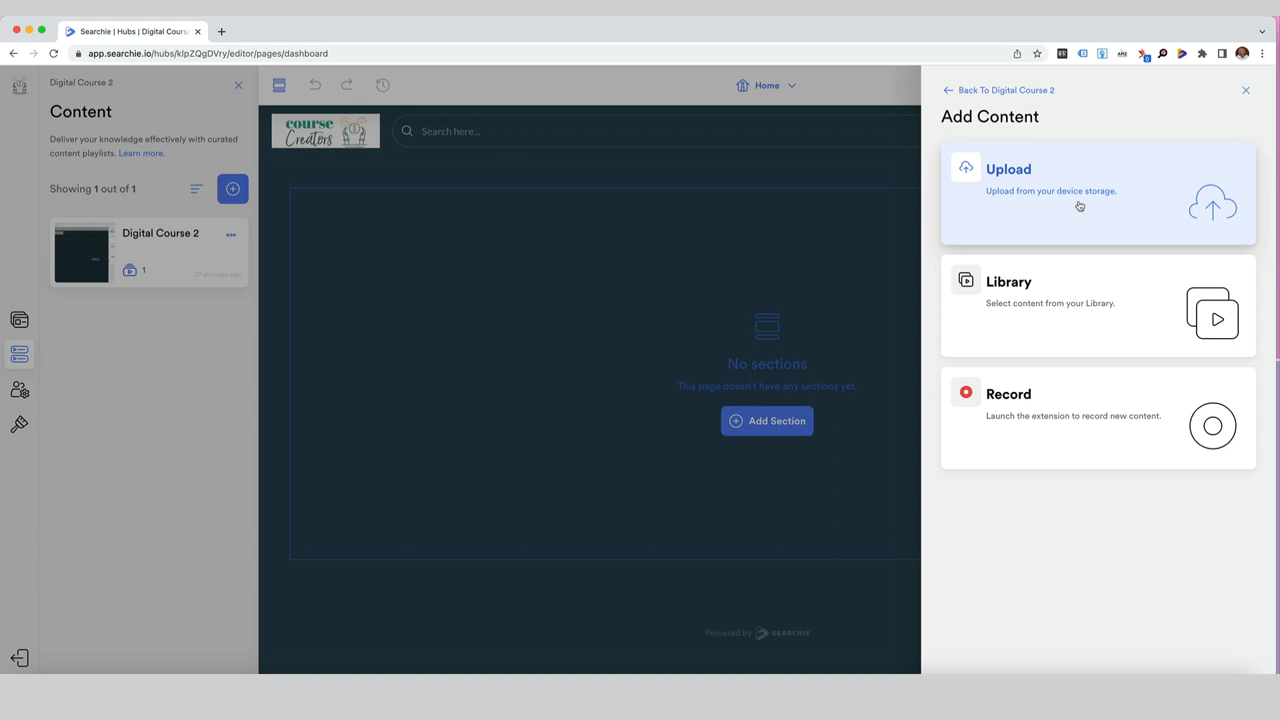 Searchie | Hubs | Digital Cours
app.searchie.io/hubs/klpZQgDVry/editor/pages/dashboard
Digital Course 2
Content
Deliver your knowledge effectively with curated
content playlists. Learn more.
Showing 1 out of 1
Digital Course 2
1
27 minutes ago
Home
course
Creators
Search here...
No sections
This page doesn't have any sections yet.
Add Section
Powered by SEARCHIE
Back To Digital Course 2
Add Content
Upload
Upload from your device storage.
Library
Select content from your Library.
Record
Launch the extension to record new content.